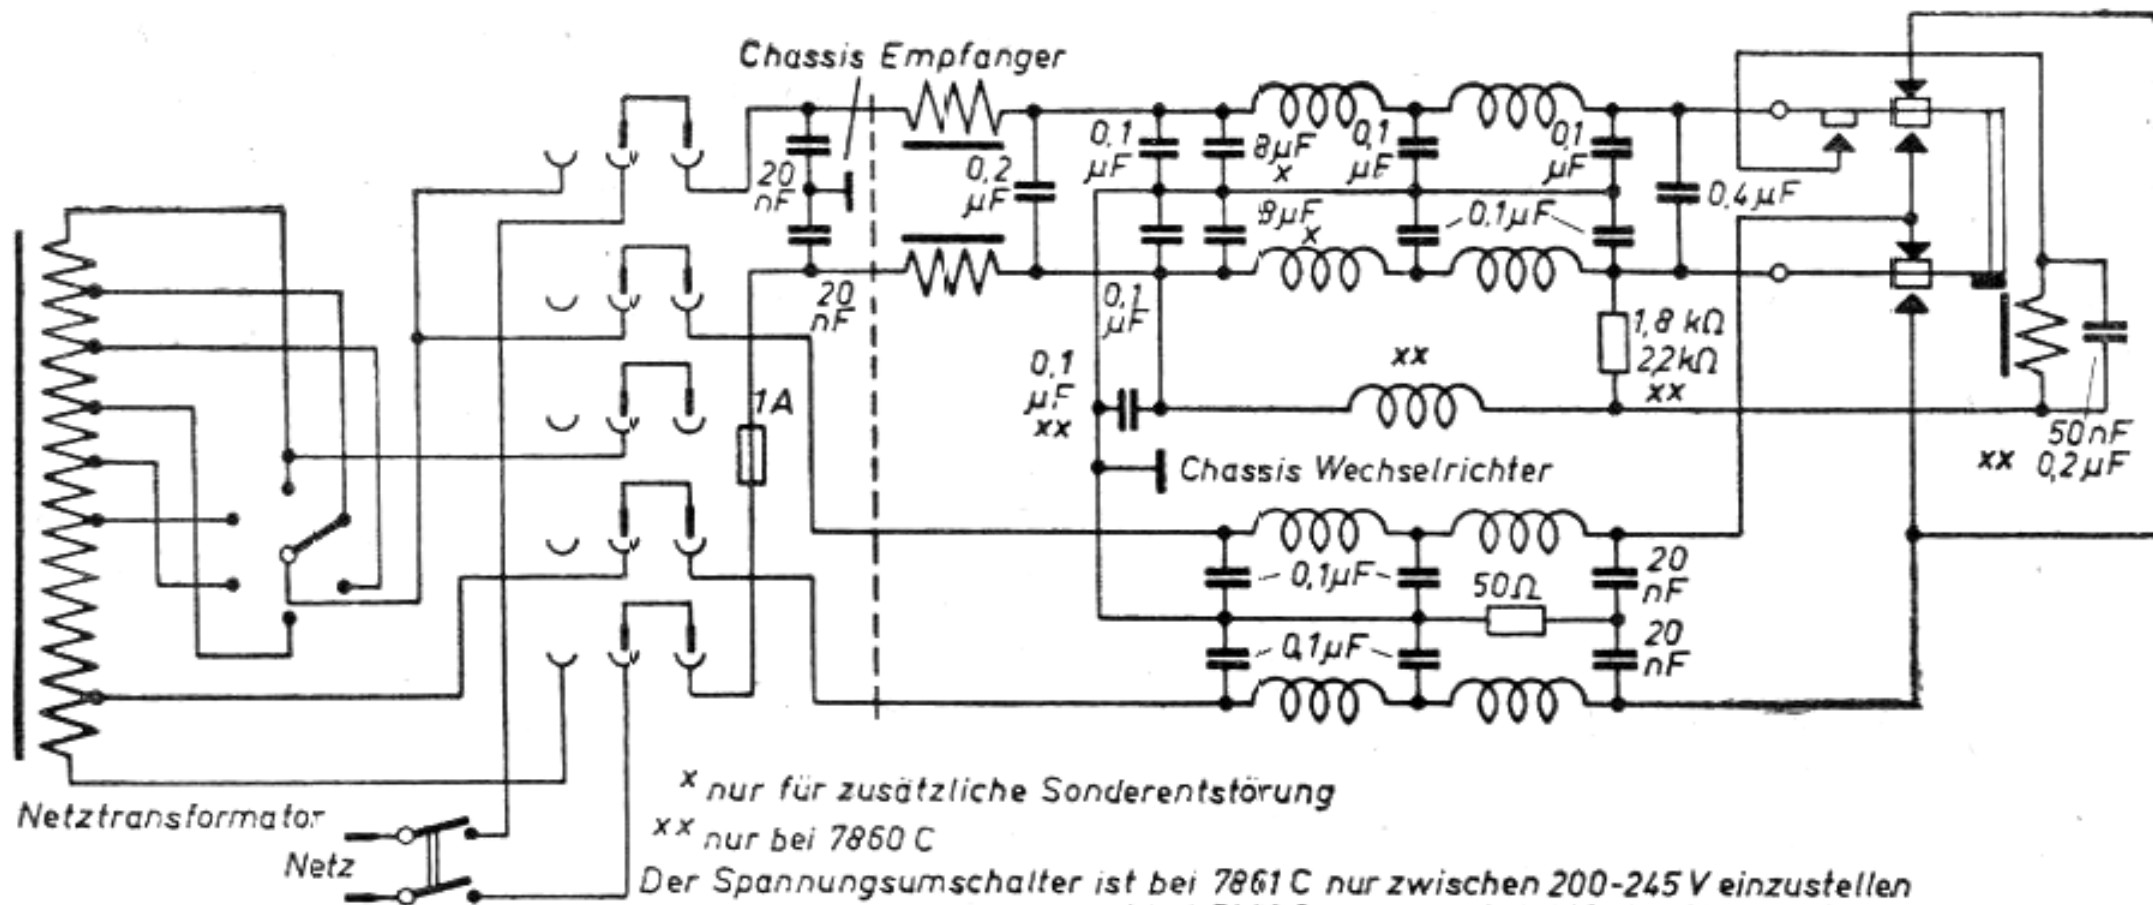 Chassis Empfanger
20
nF
0,2
µF
0,1
µF
8µF
x
0,1
µF
0,1
µF
0,4µF
8µF
x
0,1µF
20
nF
0,1
µF
1A
0,1
µF
xx
xx
1,8 kΩ
2,2kΩ
xx
50nF
xx 0,2µF
Chassis Wechselrichter
0,1µF
50Ω
20
nF
0,1µF
20
nF
Netztransformator
Netz
x nur für zusätzliche Sonderentstörung
xx nur bei 7860 C
Der Spannungsumschalter ist bei 7861 C nur zwischen 200-245 V einzustellen